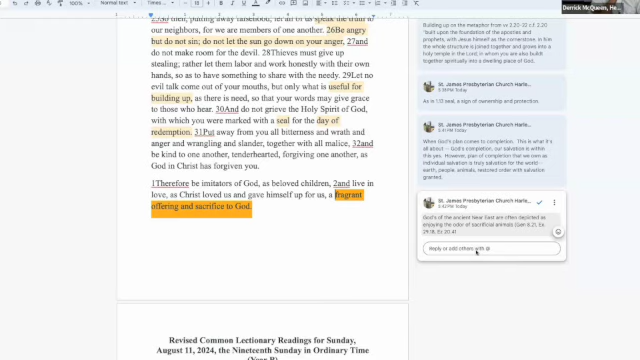 Derrick McQueen, He...
Times
our neighbors, for we are members of one another. 26Be angry
but do not sin; do not let the sun go down on your anger, 27and
do not make room for the devil. 28Thieves must give up
stealing; rather let them labor and work honestly with their own
hands, so as to have something to share with the needy. 29Let no
evil talk come out of your mouths, but only what is useful for
building up, as there is need, so that your words may give grace
to those who hear. 30And do not grieve the Holy Spirit of God,
with which you were marked with a seal for the day of
redemption. 31Put away from you all bitterness and wrath and
anger and wrangling and slander, together with all malice, 32and
be kind to one another, tenderhearted, forgiving one another, as
God in Christ has forgiven you.
1Therefore be imitators of God, as beloved children, 2and live in
love, as Christ loved us and gave himself up for us, a fragrant
offering and sacrifice to God.
Revised Common Lectionary Readings for Sunday,
August 11, 2024, the Nineteenth Sunday in Ordinary Time
(Year B)
Building up on the metaphor from vv 2.20-22
"built upon the foundation of the apostles and
prophets, with Jesus himself as the cornerstone. In him
the whole structure is joined together and grows into a
holy temple in the Lord, in whom you are also built
together spiritually into a dwelling place of God,
St. James Presbyterian Church Harle...
5:39 PM Today
As in 1.13 seal, a sign of ownership and protection.
St. James Presbyterian Church Harle...
5:41 PM Today
When God's plan comes to completion. This is what it's
all about — God's completion, our salvation is within
this yes. However, plan of completion that we own as
individual salvation is truly salvation for the world -
earth, people, animals, restored order with salvation
granted.
St. James Presbyterian Church Harle...
5:42 PM Today
God's of the ancient Near East are often depicted as
enjoying the odor of sacrificial animals (Gen 8.21, Ex
29.18, Ez 20.41
Reply or add others with @